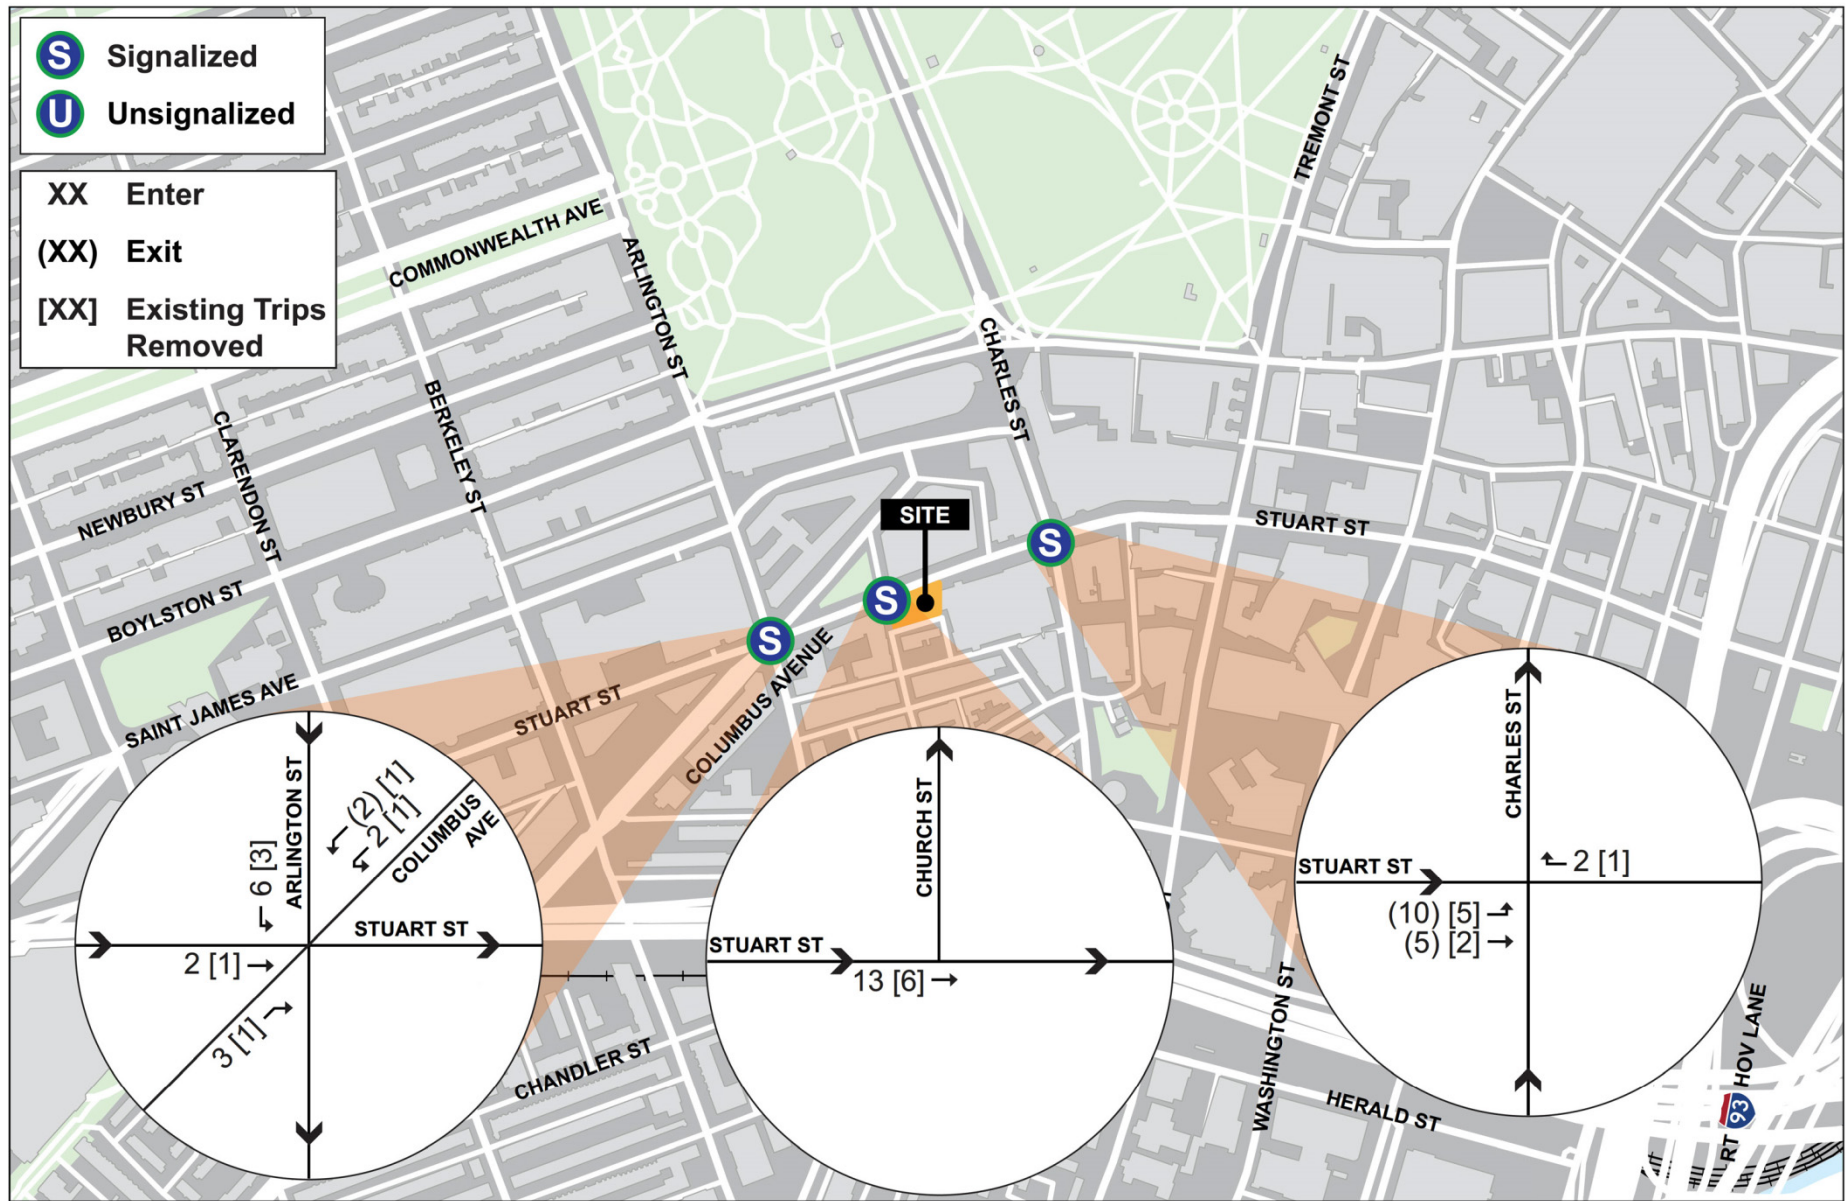 S Signalized
U Unsignalized
XX Enter
(XX) Exit
[XX] Existing Trips
Removed
COMMONWEALTH AVE
ARLINGTON ST
CHARLES ST
TREMONT ST
BERKELEY ST
CLARENDON ST
NEWBURY ST
BOYLSTON ST
SAINT JAMES AVE
STUART ST
COLUMBUS AVENUE
SITE
S
S
S
STUART ST
CHANDLER ST
WASHINGTON ST
HERALD ST
RT 93 HOV LANE
ARLINGTON ST
6 [3]
(2) [1]
2 [1]
COLUMBUS
AVE
STUART ST
2 [1]
3 [1]
CHURCH ST
STUART ST
13 [6]
CHARLES ST
2 [1]
STUART ST
(10) [5]
(5) [2]